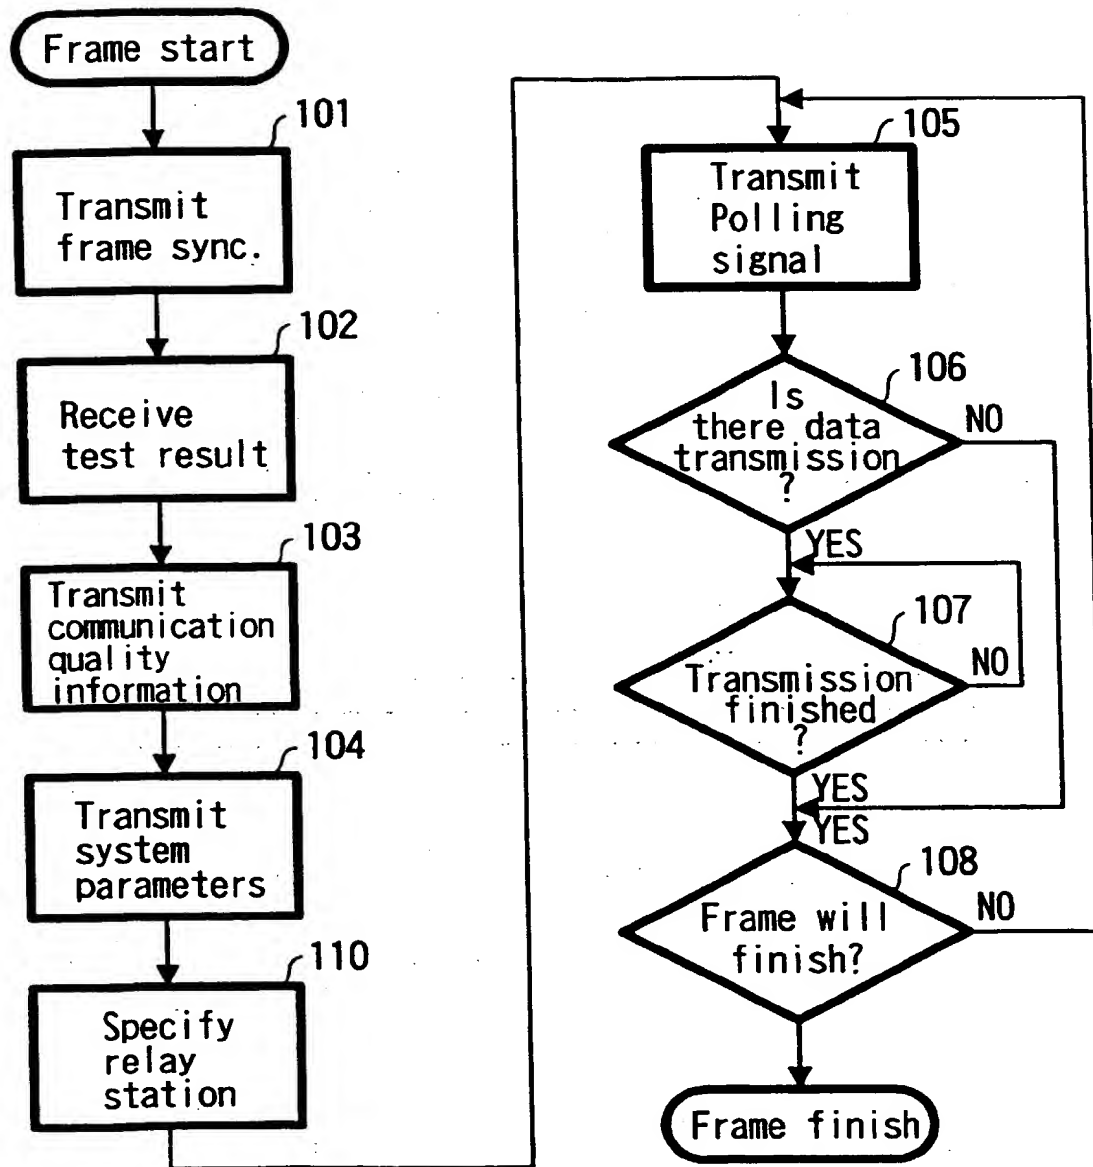 Frame start
101
Transmit
frame sync.
102
Receive
test result
103
Transmit
communication
quality
information
104
Transmit
system
parameters
110
Specify
relay
station
105
Transmit
Polling
signal
106
Is
there data
transmission
?
NO
YES
107
Transmission
finished
?
NO
YES
YES
108
Frame will
finish?
NO
Frame finish